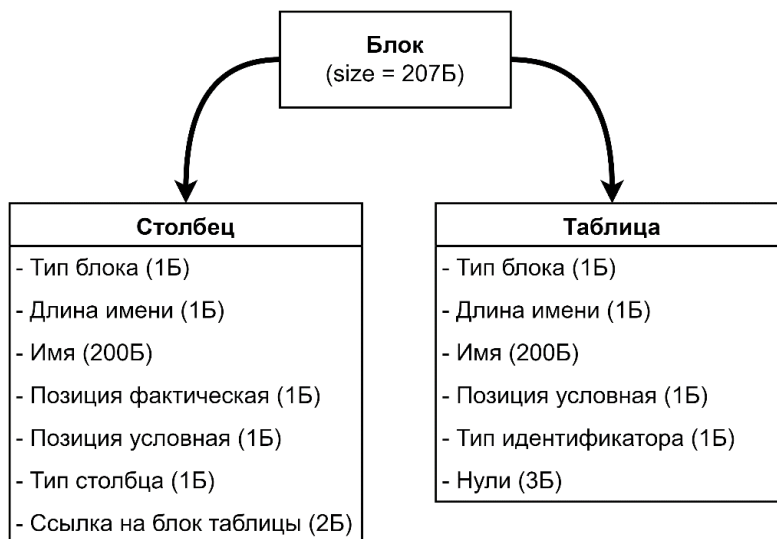 Блок
(size = 207Б)
Столбец
- Тип блока (1Б)
- Длина имени (1Б)
- Имя (200Б)
- Позиция фактическая (1Б)
- Позиция условная (1Б)
- Тип столбца (1Б)
- Ссылка на блок таблицы (2Б)
Таблица
- Тип блока (1Б)
- Длина имени (1Б)
- Имя (200Б)
- Позиция условная (1Б)
- Тип идентификатора (1Б)
- Нули (3Б)